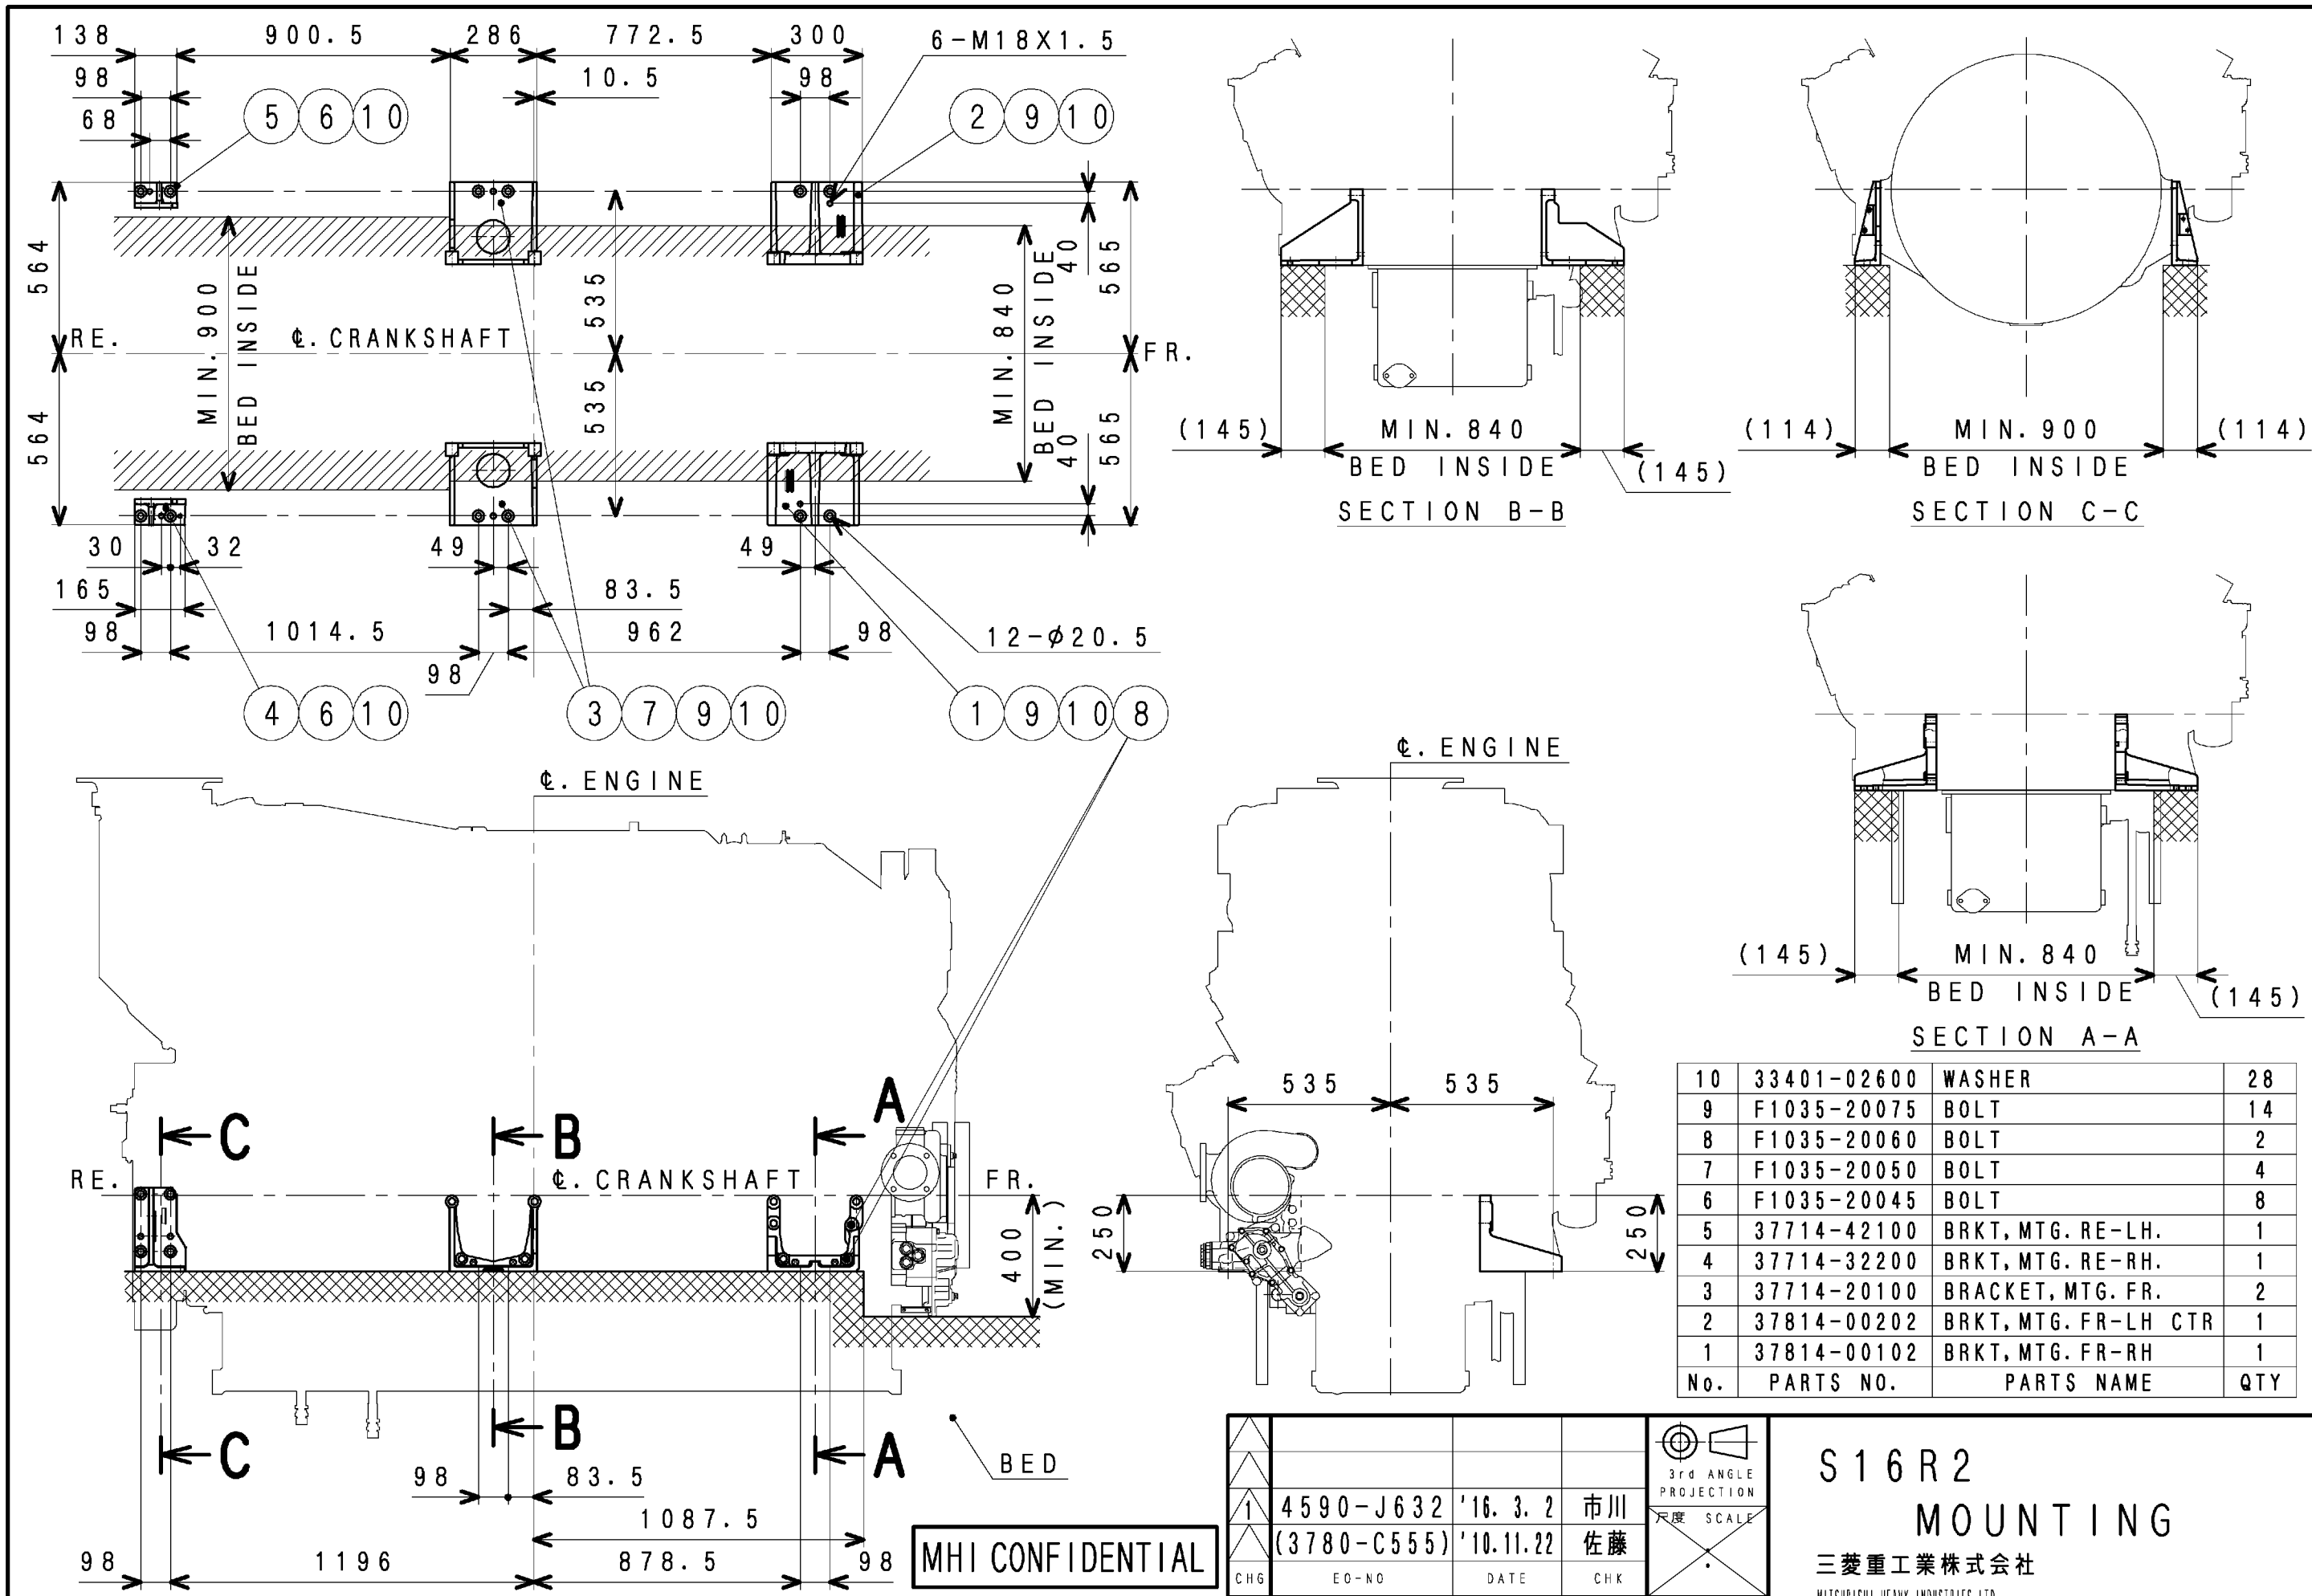 138 900.5 286 772.5 300 6-M18X1.5
98 10.5 98
68 5 6 10 2 9 10
564 MIN.900 BED INSIDE 535 MIN.840 BED INSIDE 40 565
RE. ℄. CRANKSHAFT FR.
564 535 40 565
30 32 49 49
165 83.5
98 1014.5 962 98 12-φ20.5
98
4 6 10 3 7 9 10 1 9 10 8
(145) MIN.840 (145)
BED INSIDE
SECTION B-B
(114) MIN.900 (114)
BED INSIDE
SECTION C-C
(145) MIN.840 (145)
BED INSIDE
SECTION A-A
℄. ENGINE
C B A
RE. ℄. CRANKSHAFT FR.
400 (MIN.)
C B A
BED
98 83.5
1087.5
98 1196 878.5 98
℄. ENGINE
535 535
250 250
10 33401-02600 WASHER 28
9 F1035-20075 BOLT 14
8 F1035-20060 BOLT 2
7 F1035-20050 BOLT 4
6 F1035-20045 BOLT 8
5 37714-42100 BRKT,MTG.RE-LH. 1
4 37714-32200 BRKT,MTG.RE-RH. 1
3 37714-20100 BRACKET,MTG.FR. 2
2 37814-00202 BRKT,MTG.FR-LH CTR 1
1 37814-00102 BRKT,MTG.FR-RH 1
No. PARTS NO. PARTS NAME QTY
MHI CONFIDENTIAL
1 4590-J632 '16. 3. 2 市川
(3780-C555) '10.11.22 佐藤
CHG EO-NO DATE CHK
3rd ANGLE
PROJECTION
尺度 SCALE
S16R2
MOUNTING
三菱重工業株式会社
MITSUBISHI HEAVY INDUSTRIES,LTD.